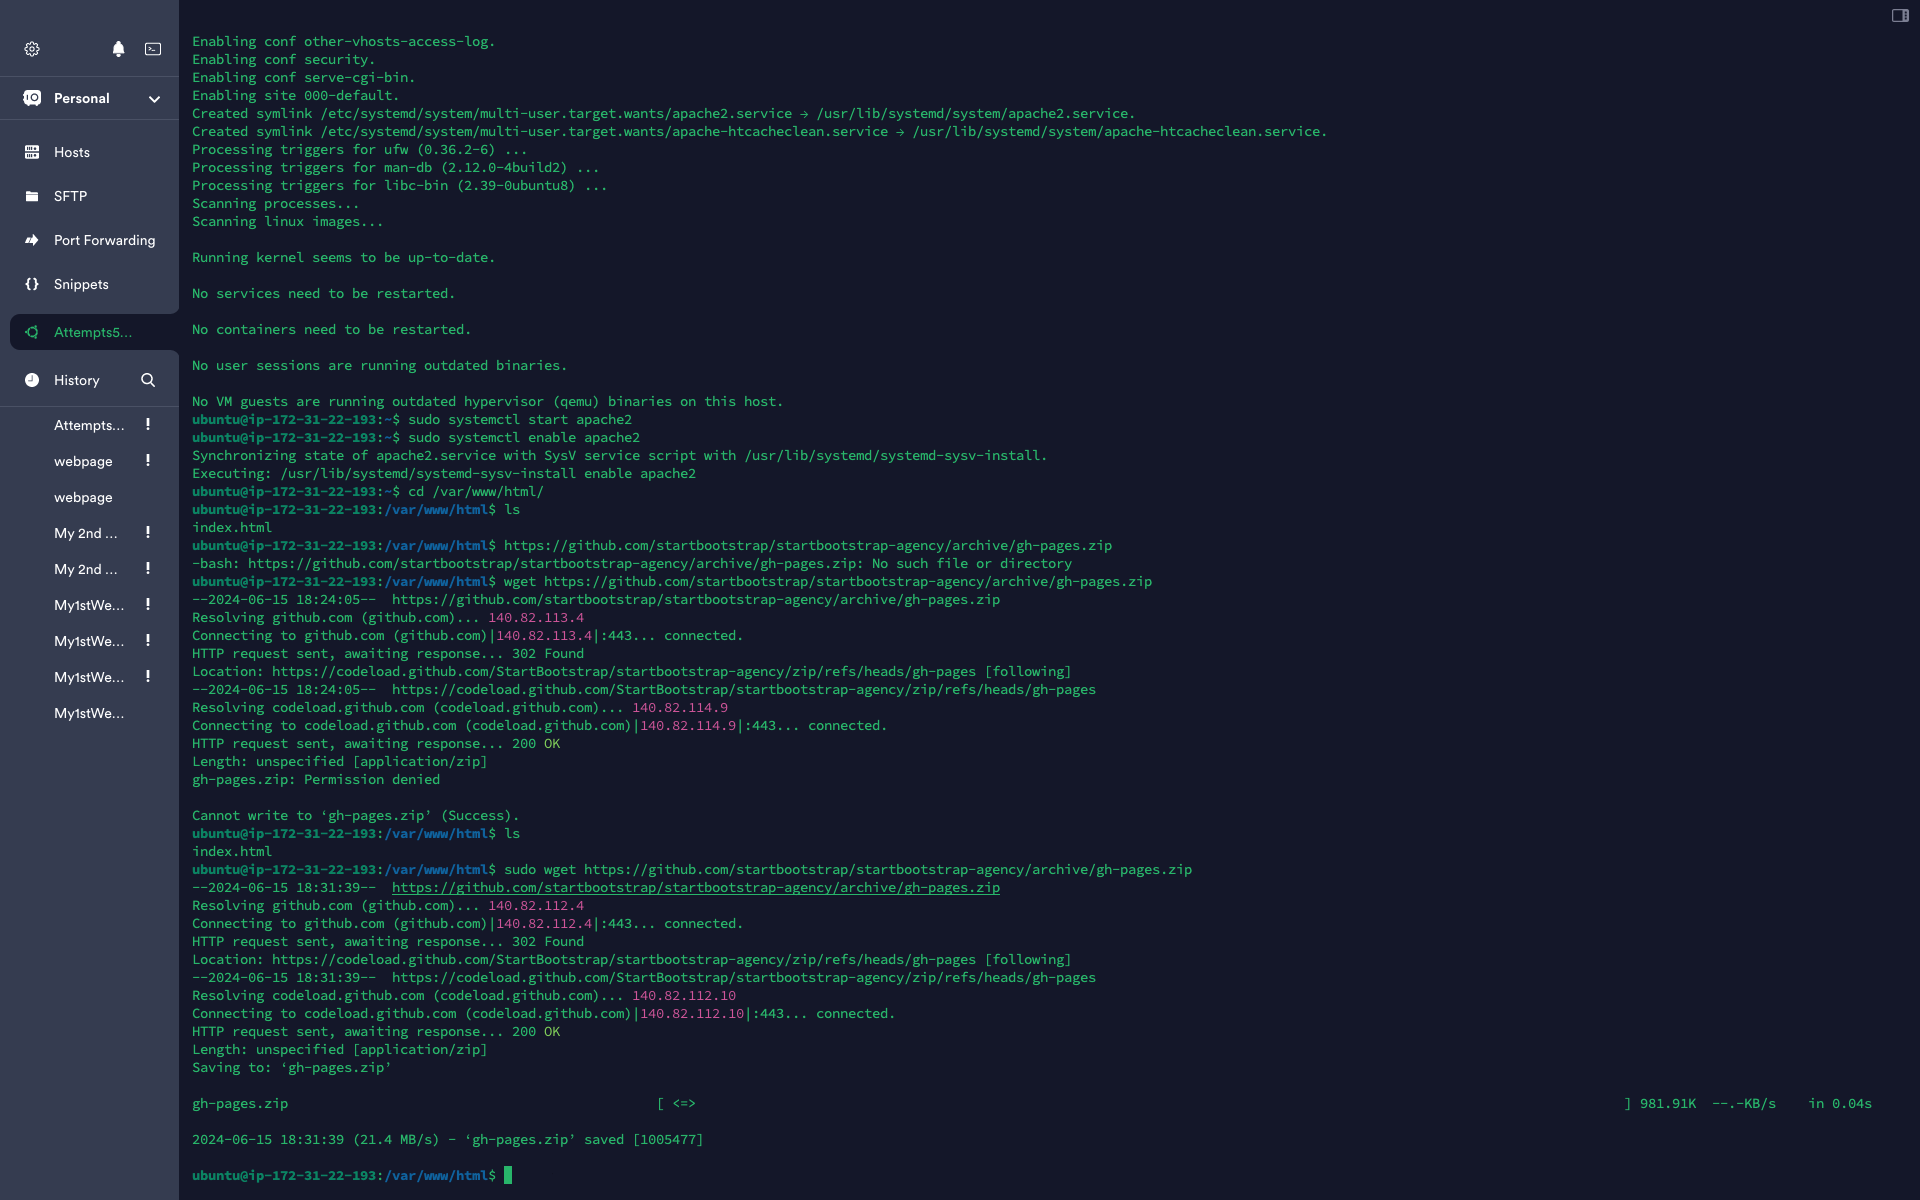 Personal
Hosts
SFTP
Port Forwarding
Snippets
Attempts5...
History
Attempts... !
webpage !
webpage
My 2nd ... !
My 2nd ... !
My1stWe... !
My1stWe... !
My1stWe... !
My1stWe...
Enabling conf other-vhosts-access-log.
Enabling conf security.
Enabling conf serve-cgi-bin.
Enabling site 000-default.
Created symlink /etc/systemd/system/multi-user.target.wants/apache2.service → /usr/lib/systemd/system/apache2.service.
Created symlink /etc/systemd/system/multi-user.target.wants/apache-htcacheclean.service → /usr/lib/systemd/system/apache-htcacheclean.service.
Processing triggers for ufw (0.36.2-6) ...
Processing triggers for man-db (2.12.0-4build2) ...
Processing triggers for libc-bin (2.39-0ubuntu8) ...
Scanning processes...
Scanning linux images...
Running kernel seems to be up-to-date.
No services need to be restarted.
No containers need to be restarted.
No user sessions are running outdated binaries.
No VM guests are running outdated hypervisor (qemu) binaries on this host.
ubuntu@ip-172-31-22-193:~$ sudo systemctl start apache2
ubuntu@ip-172-31-22-193:~$ sudo systemctl enable apache2
Synchronizing state of apache2.service with SysV service script with /usr/lib/systemd/systemd-sysv-install.
Executing: /usr/lib/systemd/systemd-sysv-install enable apache2
ubuntu@ip-172-31-22-193:~$ cd /var/www/html/
ubuntu@ip-172-31-22-193:/var/www/html$ ls
index.html
ubuntu@ip-172-31-22-193:/var/www/html$ https://github.com/startbootstrap/startbootstrap-agency/archive/gh-pages.zip
-bash: https://github.com/startbootstrap/startbootstrap-agency/archive/gh-pages.zip: No such file or directory
ubuntu@ip-172-31-22-193:/var/www/html$ wget https://github.com/startbootstrap/startbootstrap-agency/archive/gh-pages.zip
--2024-06-15 18:24:05--  https://github.com/startbootstrap/startbootstrap-agency/archive/gh-pages.zip
Resolving github.com (github.com)... 140.82.113.4
Connecting to github.com (github.com)|140.82.113.4|:443... connected.
HTTP request sent, awaiting response... 302 Found
Location: https://codeload.github.com/StartBootstrap/startbootstrap-agency/zip/refs/heads/gh-pages [following]
--2024-06-15 18:24:05--  https://codeload.github.com/StartBootstrap/startbootstrap-agency/zip/refs/heads/gh-pages
Resolving codeload.github.com (codeload.github.com)... 140.82.114.9
Connecting to codeload.github.com (codeload.github.com)|140.82.114.9|:443... connected.
HTTP request sent, awaiting response... 200 OK
Length: unspecified [application/zip]
gh-pages.zip: Permission denied
Cannot write to ‘gh-pages.zip’ (Success).
ubuntu@ip-172-31-22-193:/var/www/html$ ls
index.html
ubuntu@ip-172-31-22-193:/var/www/html$ sudo wget https://github.com/startbootstrap/startbootstrap-agency/archive/gh-pages.zip
--2024-06-15 18:31:39--  https://github.com/startbootstrap/startbootstrap-agency/archive/gh-pages.zip
Resolving github.com (github.com)... 140.82.112.4
Connecting to github.com (github.com)|140.82.112.4|:443... connected.
HTTP request sent, awaiting response... 302 Found
Location: https://codeload.github.com/StartBootstrap/startbootstrap-agency/zip/refs/heads/gh-pages [following]
--2024-06-15 18:31:39--  https://codeload.github.com/StartBootstrap/startbootstrap-agency/zip/refs/heads/gh-pages
Resolving codeload.github.com (codeload.github.com)... 140.82.112.10
Connecting to codeload.github.com (codeload.github.com)|140.82.112.10|:443... connected.
HTTP request sent, awaiting response... 200 OK
Length: unspecified [application/zip]
Saving to: ‘gh-pages.zip’
gh-pages.zip [ <=> ] 981.91K --.-KB/s in 0.04s
2024-06-15 18:31:39 (21.4 MB/s) - ‘gh-pages.zip’ saved [1005477]
ubuntu@ip-172-31-22-193:/var/www/html$